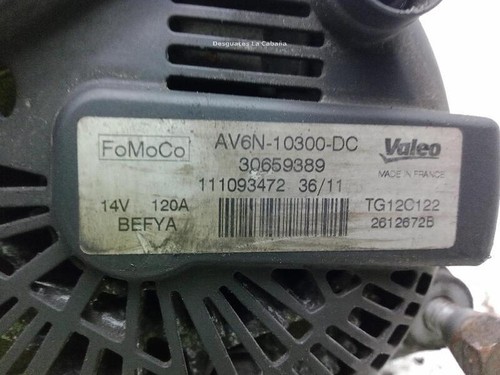 Desguaces La Cabaña
FoMoCo
AV6N-10300-DC
30659389
Valeo
MADE IN FRANCE
111093472 36/11
14V 120A
BEFYA
TG12C122
2612672B